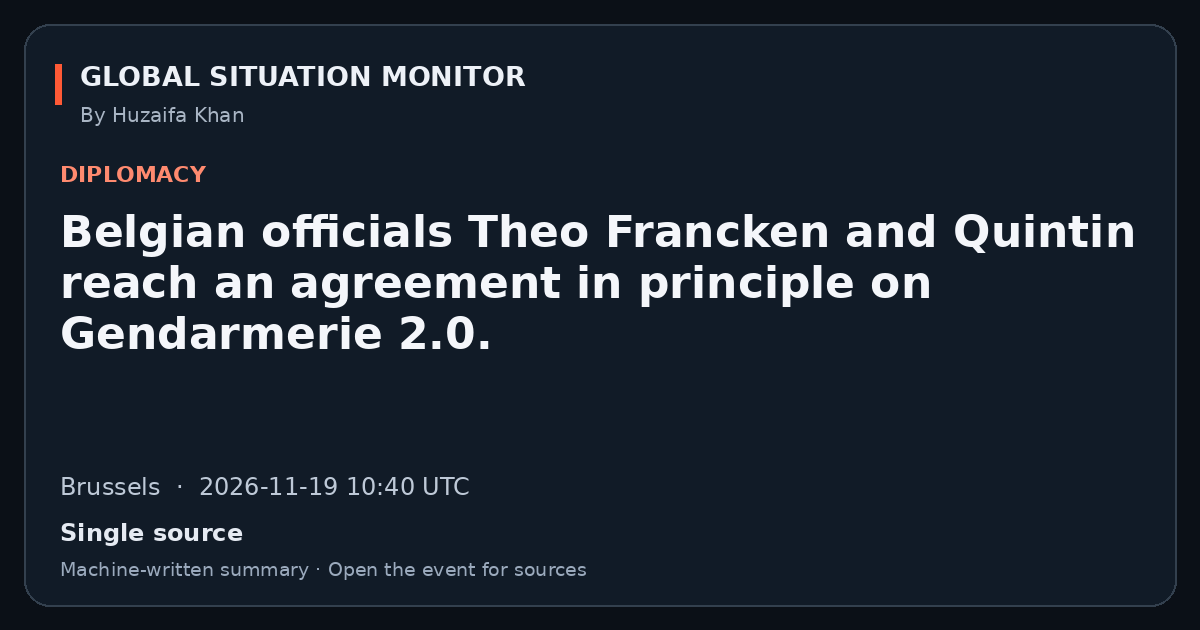 GLOBAL SITUATION MONITOR
By Huzaifa Khan
DIPLOMACY
Belgian officials Theo Francken and Quintin
reach an agreement in principle on
Gendarmerie 2.0.
Brussels · 2026-11-19 10:40 UTC
Single source
Machine-written summary · Open the event for sources